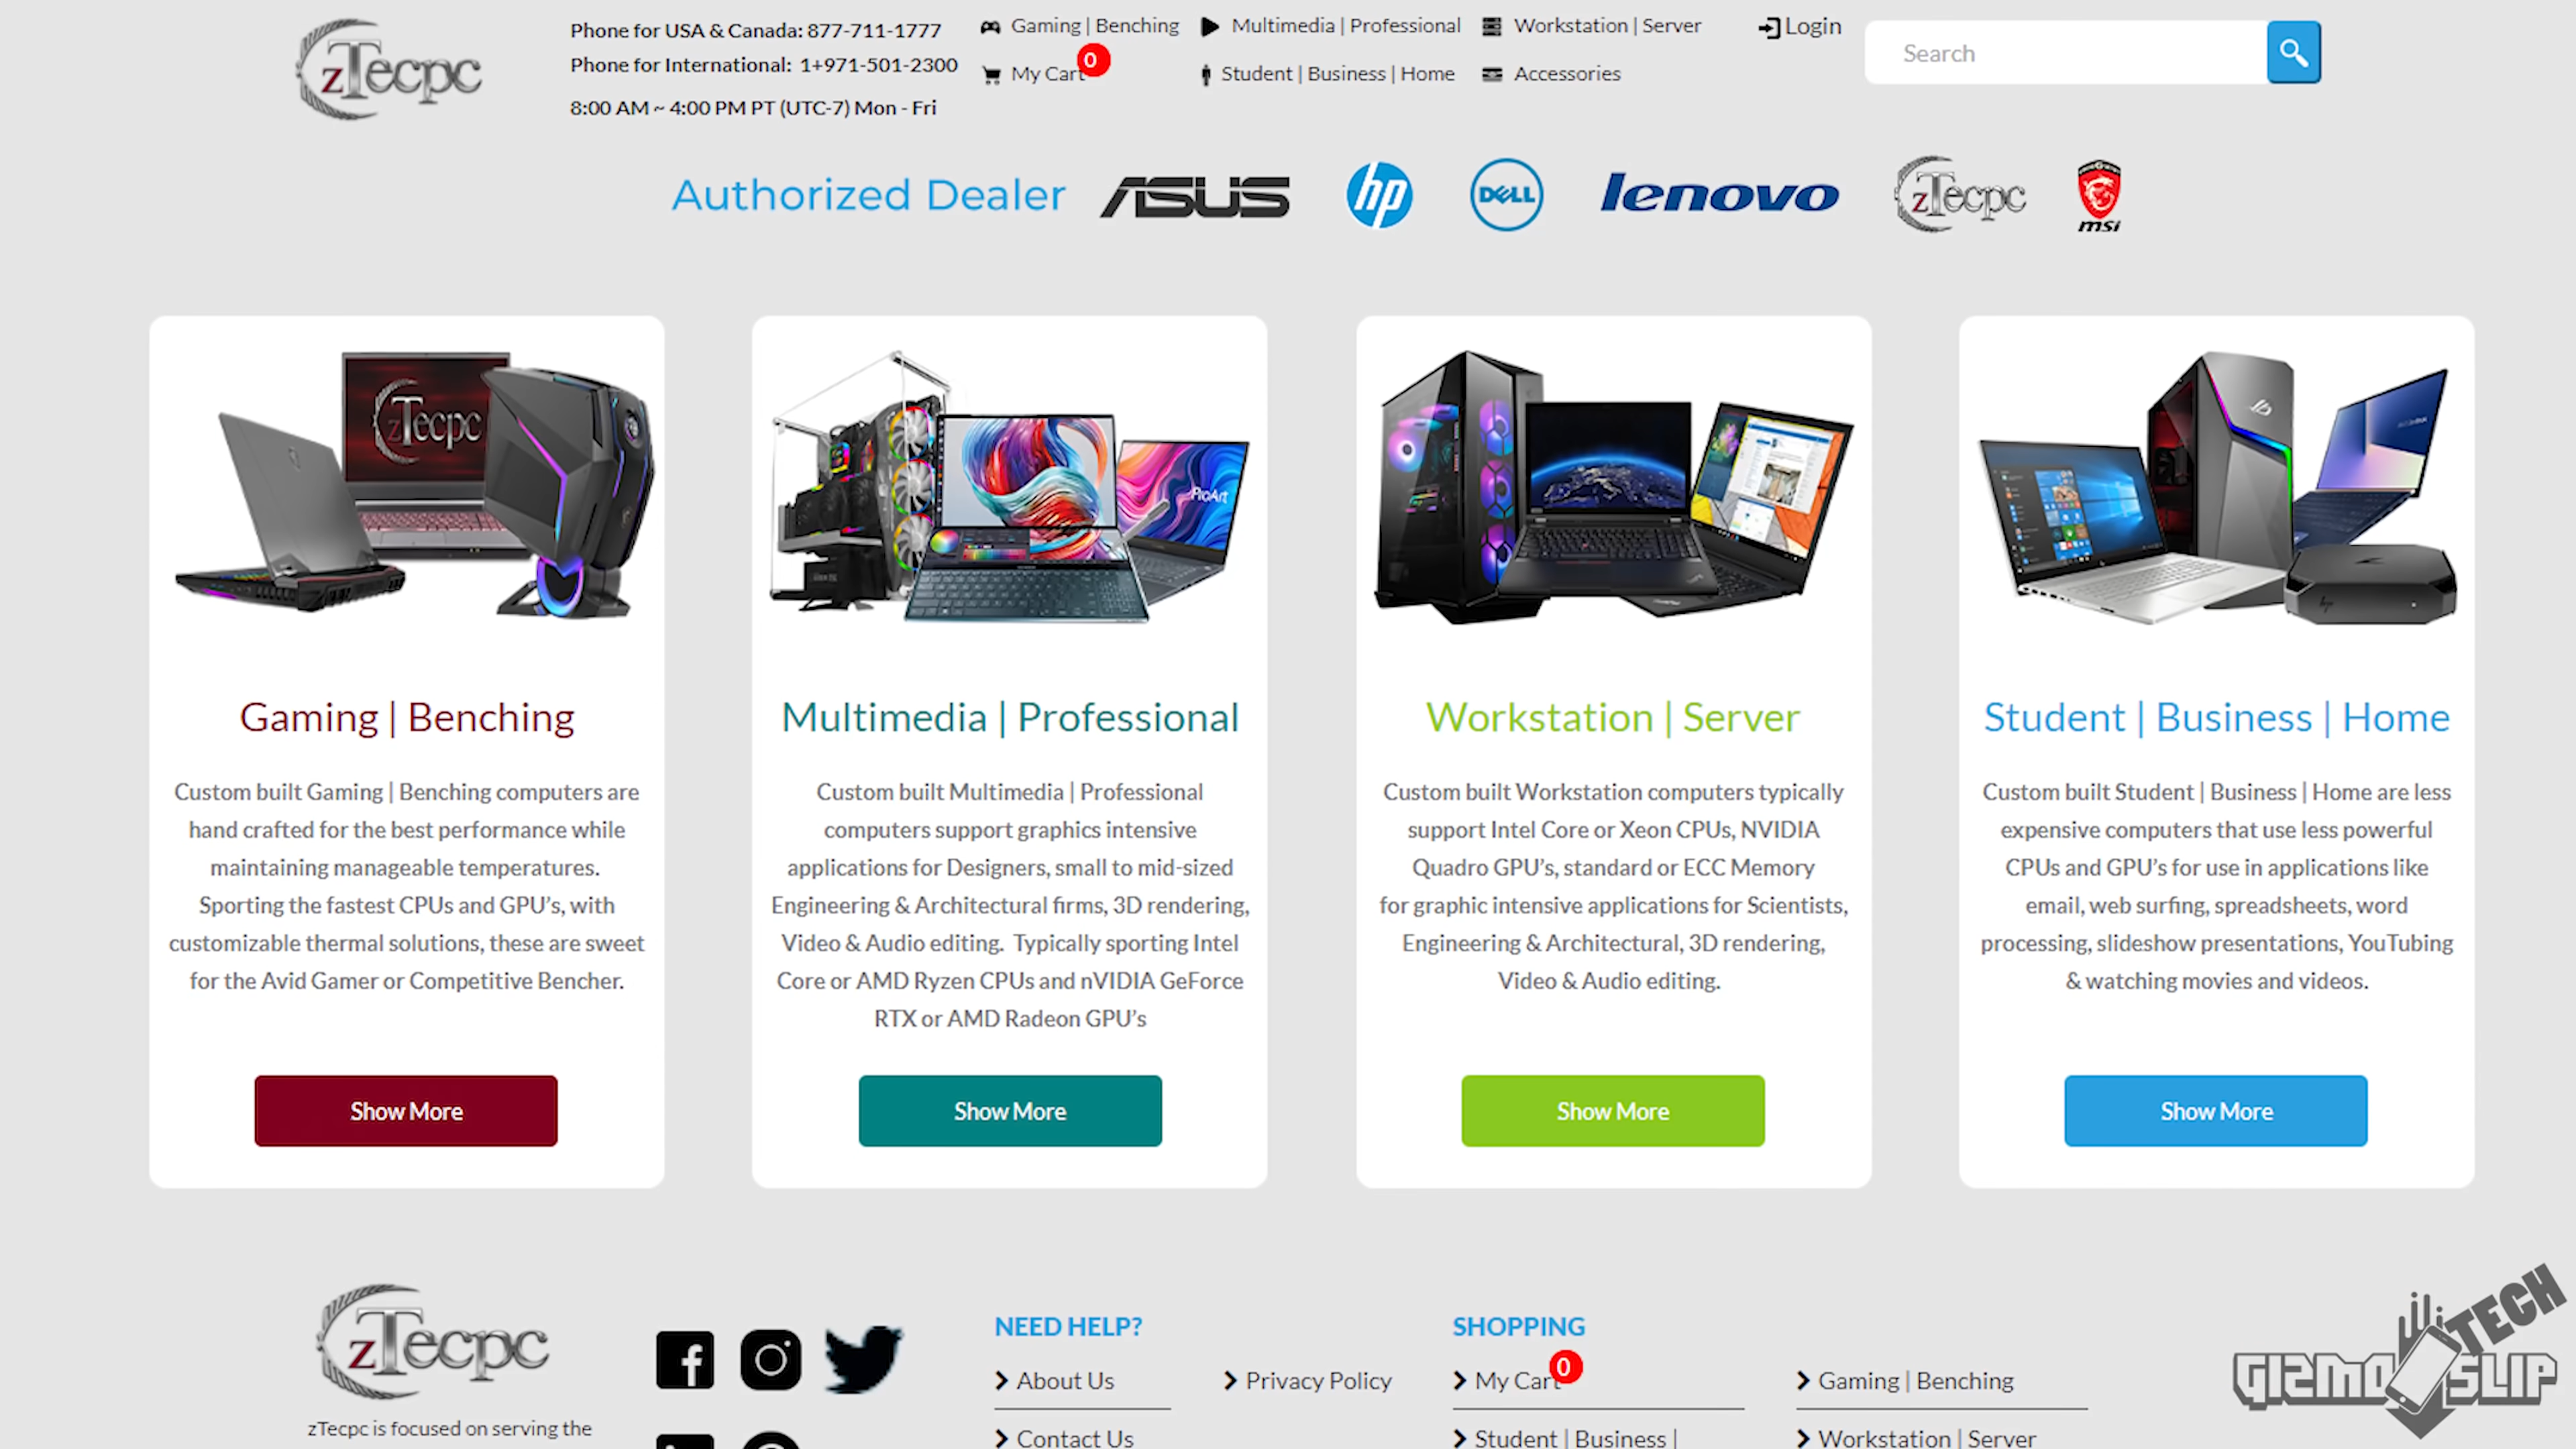 zTecpc
Phone for USA & Canada: 877-711-1777
Phone for International: 1+971-501-2300
8:00 AM ~ 4:00 PM PT (UTC-7) Mon - Fri
Gaming | Benching
Multimedia | Professional
Workstation | Server
Login
My Cart
0
Student | Business | Home
Accessories
Search
Authorized Dealer
ASUS
hp
DELL
lenovo
zTecpc
msi
zTecpc
ProArt
Gaming | Benching
Custom built Gaming | Benching computers are
hand crafted for the best performance while
maintaining manageable temperatures.
Sporting the fastest CPUs and GPU's, with
customizable thermal solutions, these are sweet
for the Avid Gamer or Competitive Bencher.
Show More
Multimedia | Professional
Custom built Multimedia | Professional
computers support graphics intensive
applications for Designers, small to mid-sized
Engineering & Architectural firms, 3D rendering,
Video & Audio editing. Typically sporting Intel
Core or AMD Ryzen CPUs and nVIDIA GeForce
RTX or AMD Radeon GPU's
Show More
Workstation | Server
Custom built Workstation computers typically
support Intel Core or Xeon CPUs, NVIDIA
Quadro GPU's, standard or ECC Memory
for graphic intensive applications for Scientists,
Engineering & Architectural, 3D rendering,
Video & Audio editing.
Show More
Student | Business | Home
Custom built Student | Business | Home are less
expensive computers that use less powerful
CPUs and GPU's for use in applications like
email, web surfing, spreadsheets, word
processing, slideshow presentations, YouTubing
& watching movies and videos.
Show More
zTecpc
zTecpc is focused on serving the
NEED HELP?
About Us
Privacy Policy
Contact Us
SHOPPING
My Cart
0
Gaming | Benching
Student | Business |
Workstation | Server
GIZMO SLIP
TECH